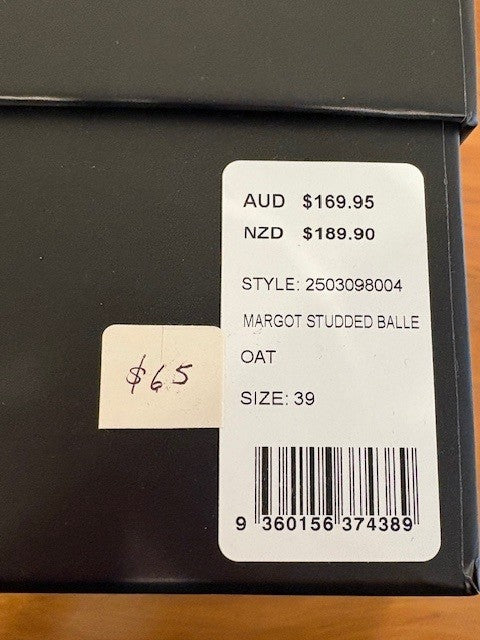 AUD $169.95
NZD $189.90
STYLE: 2503098004
MARGOT STUDDED BALLE
OAT
SIZE: 39
$65
9 360156 374389